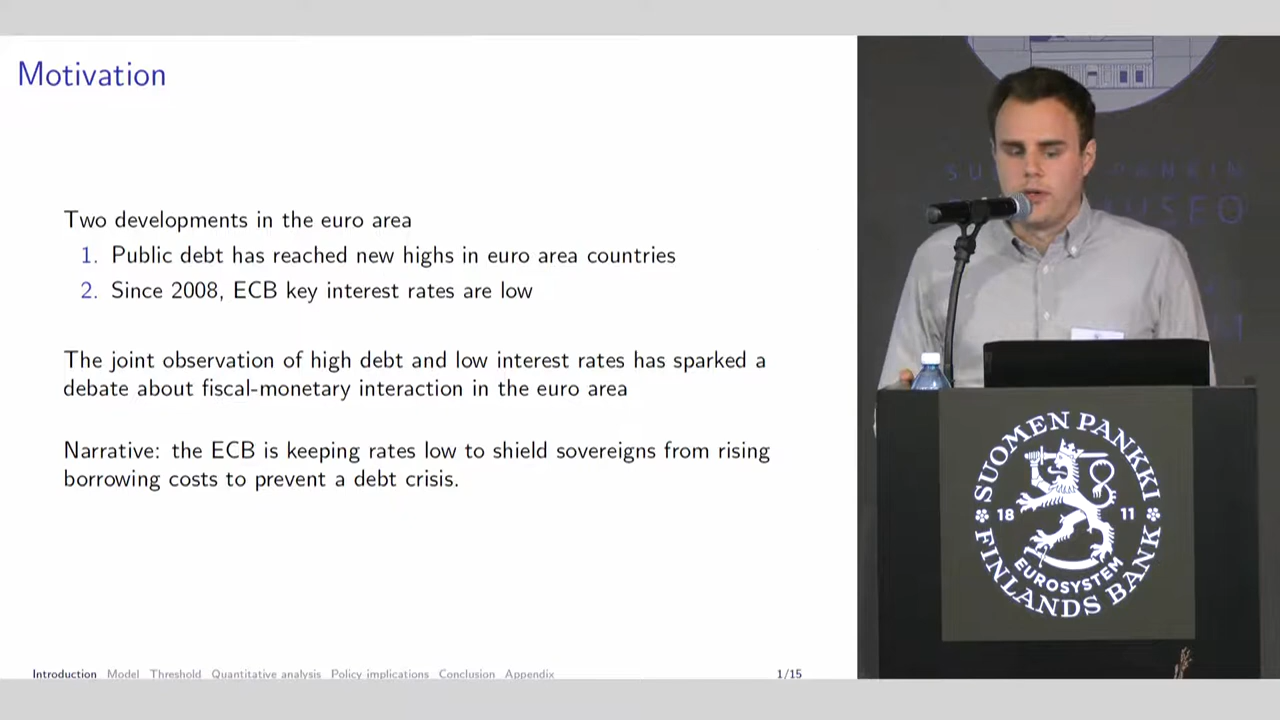 Motivation
Two developments in the euro area
1. Public debt has reached new highs in euro area countries
2. Since 2008, ECB key interest rates are low
The joint observation of high debt and low interest rates has sparked a
debate about fiscal-monetary interaction in the euro area
Narrative: the ECB is keeping rates low to shield sovereigns from rising
borrowing costs to prevent a debt crisis.
Introduction Model Threshold Quantitative analysis Policy implications Conclusion Appendix
1/15
SUOMEN PANKKI
18 11
EUROSYSTEM
FINLANDS BANK